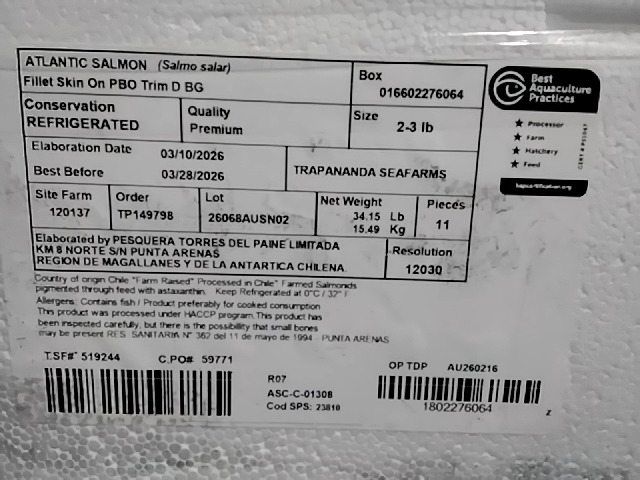 ATLANTIC SALMON (Salmo salar)
Fillet Skin On PBO Trim D BG
Box
016602276064
Conservation
REFRIGERATED
Quality
Premium
Size
2-3 lb
Elaboration Date 03/10/2026
Best Before 03/28/2026
TRAPANANDA SEAFARMS
Site Farm
120137
Order
TP149798
Lot
26068AUSN02
Net Weight
34.15 Lb
15.49 Kg
Pieces
11
Elaborated by PESQUERA TORRES DEL PAINE LIMITADA
KM 8 NORTE S/N PUNTA ARENAS
REGION DE MAGALLANES Y DE LA ANTARTICA CHILENA.
Resolution
12030
Country of origin Chile "Farm Raised" Processed in Chile" Farmed Salmonds
pigmented through feed with astaxanthin. Keep Refrigerated at 0°C / 32° F
Allergens: Contains fish / Product preferably for cooked consumption
This product was processed under HACCP program.This product has
been inspected carefully, but there is the possibility that small bones
may be present RES. SANITARIA N° 362 del 11 de mayo de 1994 - PUNTA ARENAS
T.SF#* 519244 C.PO# 59771
R07
ASC-C-01308
Cod SPS: 23810
OP TDP AU260216
1802276064
z
Best
Aquaculture
Practices
Processor
Farm
Hatchery
Feed
bapcertification.org